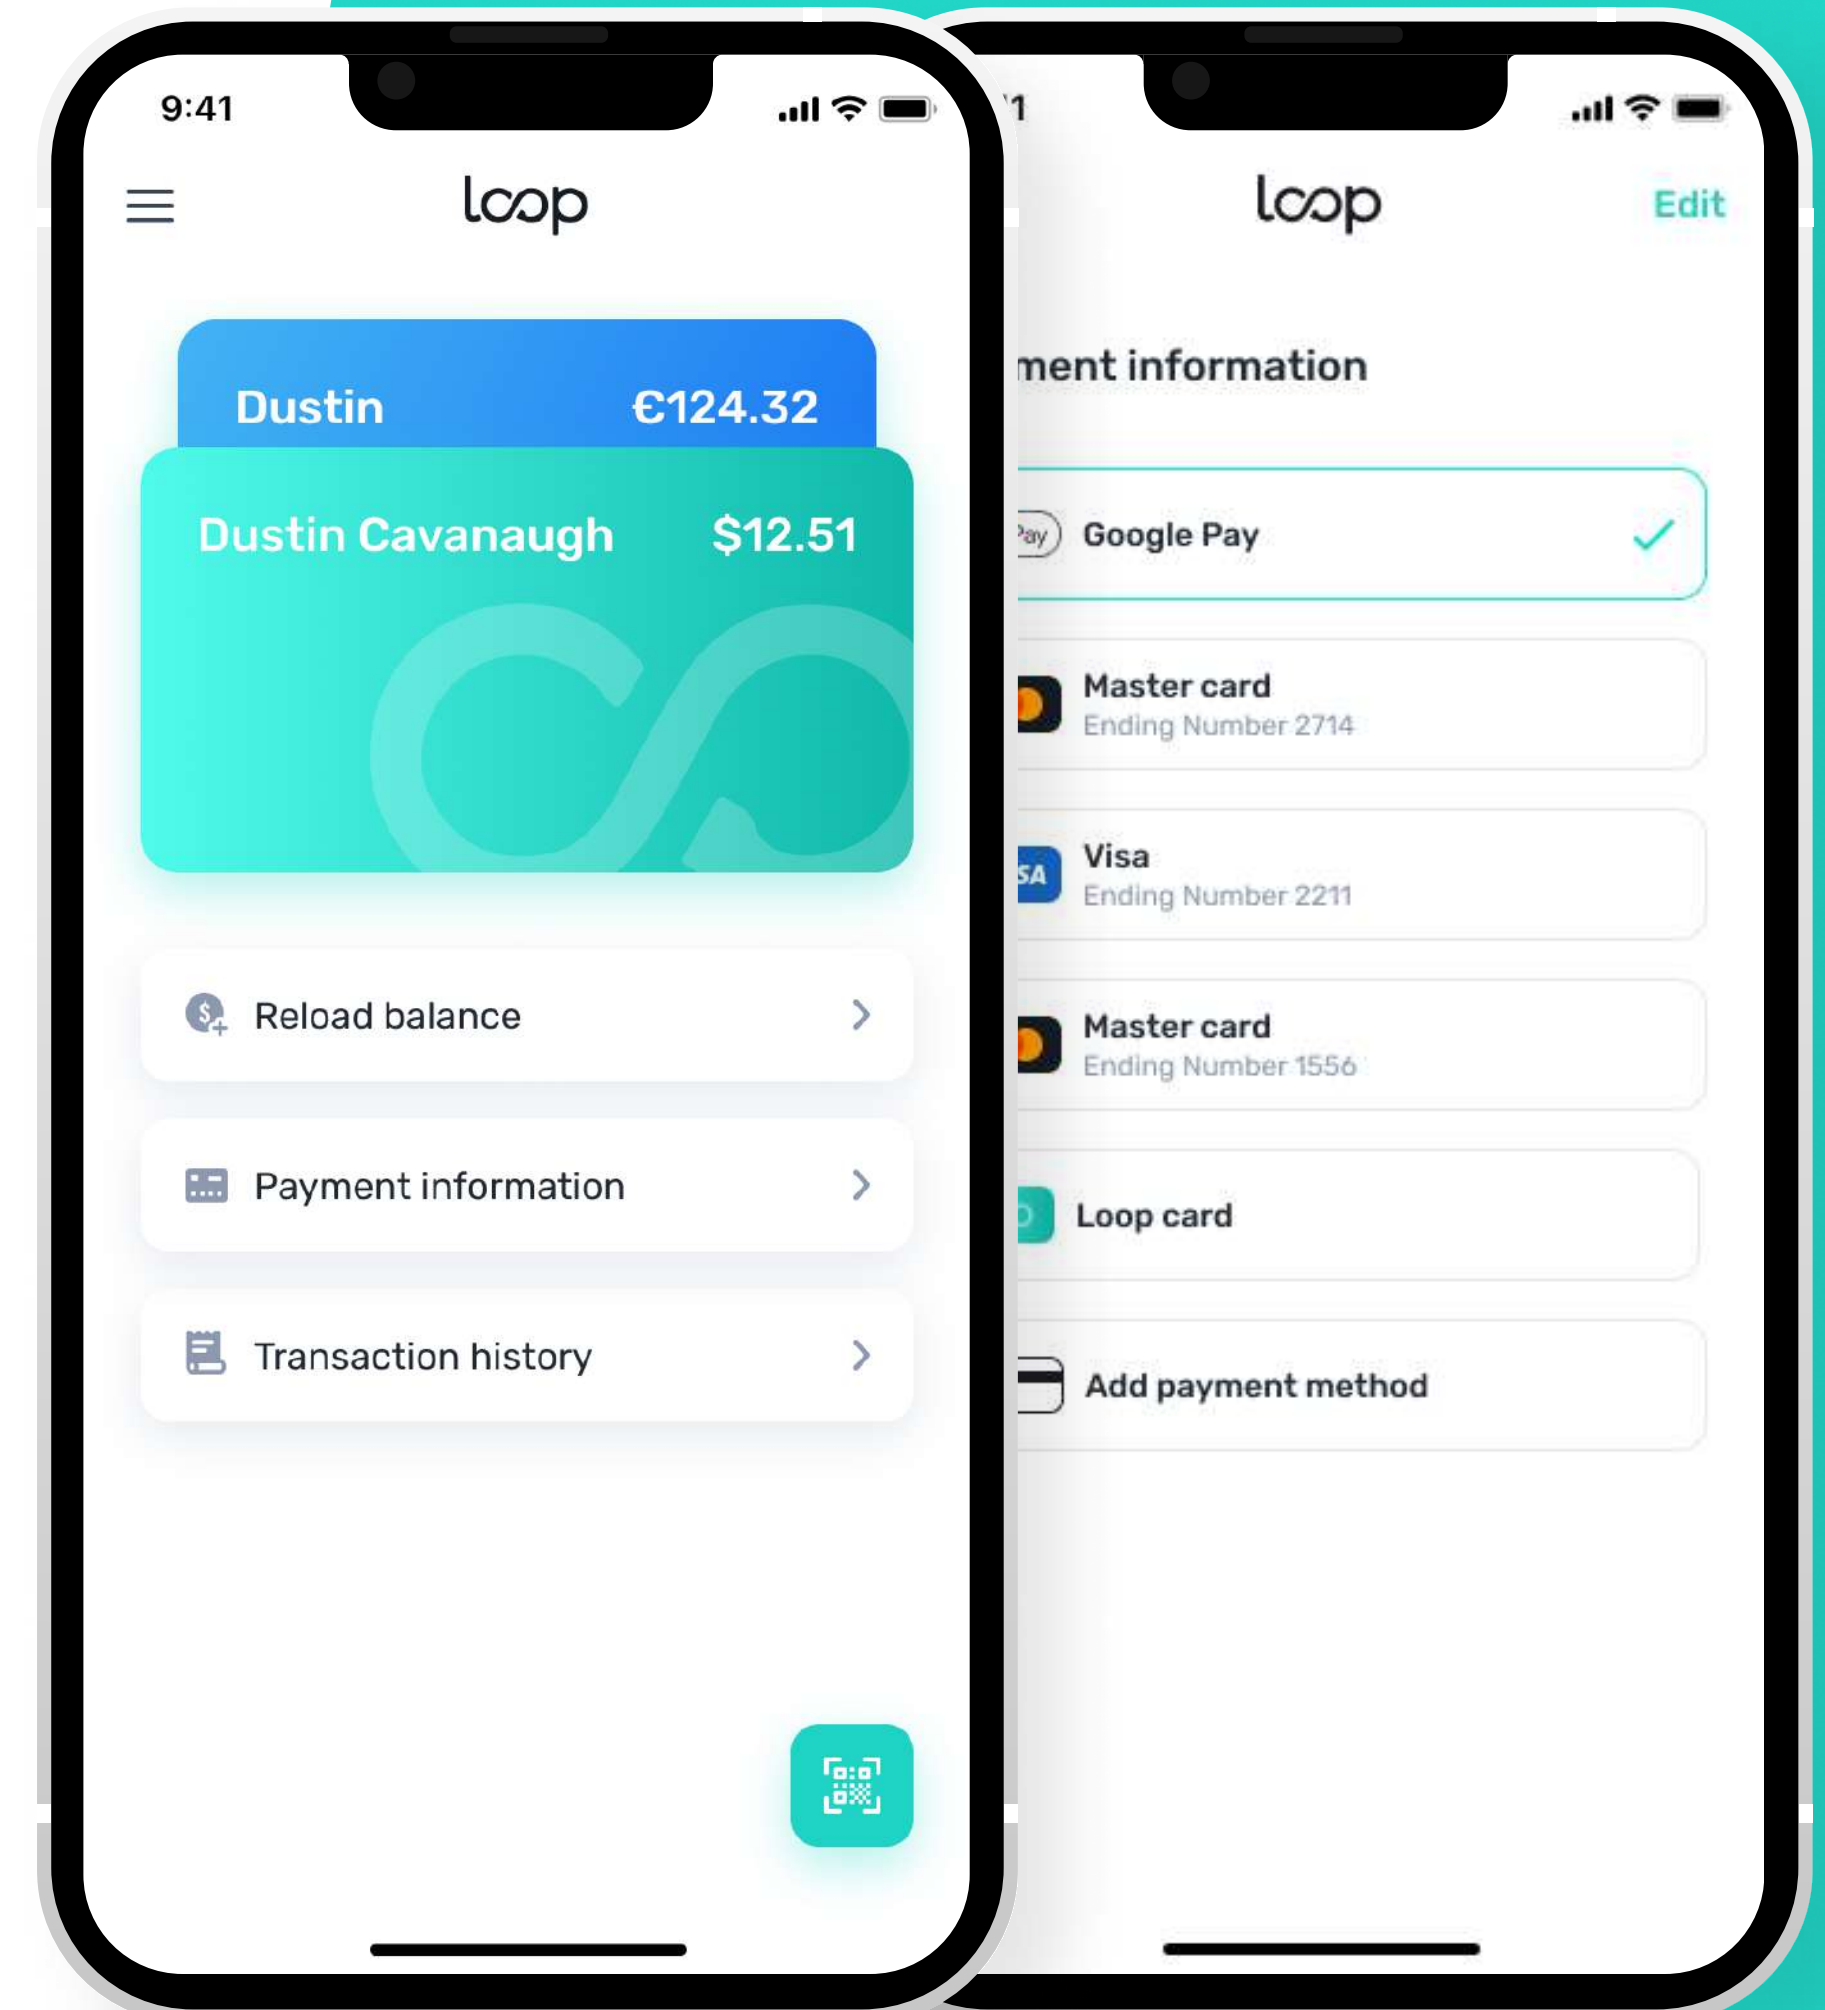 9:41
loop
Dustin €124.32
Dustin Cavanaugh $12.51
Reload balance
Payment information
Transaction history
loop
Edit
ment information
Pay Google Pay
Master card
Ending Number 2714
SA Visa
Ending Number 2211
Master card
Ending Number 1556
Loop card
Add payment method